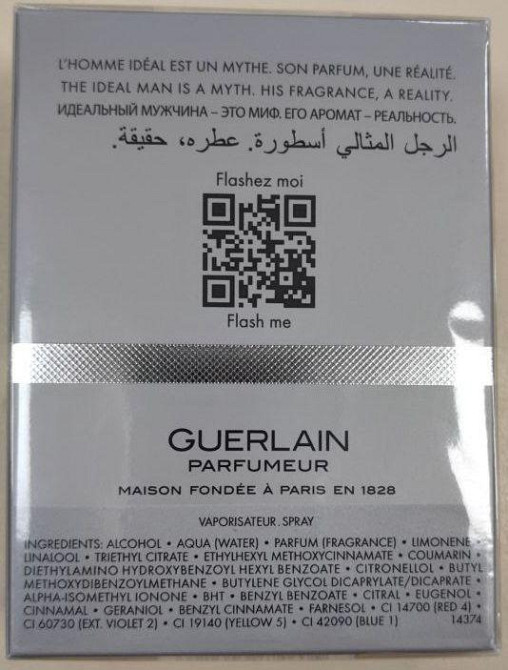 L'HOMME IDÉAL EST UN MYTHE. SON PARFUM, UNE RÉALITÉ.
THE IDEAL MAN IS A MYTH. HIS FRAGRANCE, A REALITY.
ИДЕАЛЬНЫЙ МУЖЧИНА – ЭТО МИФ. ЕГО АРОМАТ – РЕАЛЬНОСТЬ.
الرجل المثالي أسطورة. عطره، حقيقة.
Flashez moi
Flash me
GUERLAIN
PARFUMEUR
MAISON FONDÉE À PARIS EN 1828
VAPORISATEUR. SPRAY
INGREDIENTS: ALCOHOL • AQUA (WATER) • PARFUM (FRAGRANCE) • LIMONENE •
LINALOOL • TRIETHYL CITRATE • ETHYLHEXYL METHOXYCINNAMATE • COUMARIN •
DIETHYLAMINO HYDROXYBENZOYL HEXYL BENZOATE • CITRONELLOL • BUTYL
METHOXYDIBENZOYLMETHANE • BUTYLENE GLYCOL DICAPRYLATE/DICAPRATE •
ALPHA-ISOMETHYL IONONE • BHT • BENZYL BENZOATE • CITRAL • EUGENOL •
CINNAMAL • GERANIOL • BENZYL CINNAMATE • FARNESOL • CI 14700 (RED 4) •
CI 60730 (EXT. VIOLET 2) • CI 19140 (YELLOW 5) • CI 42090 (BLUE 1) 14374